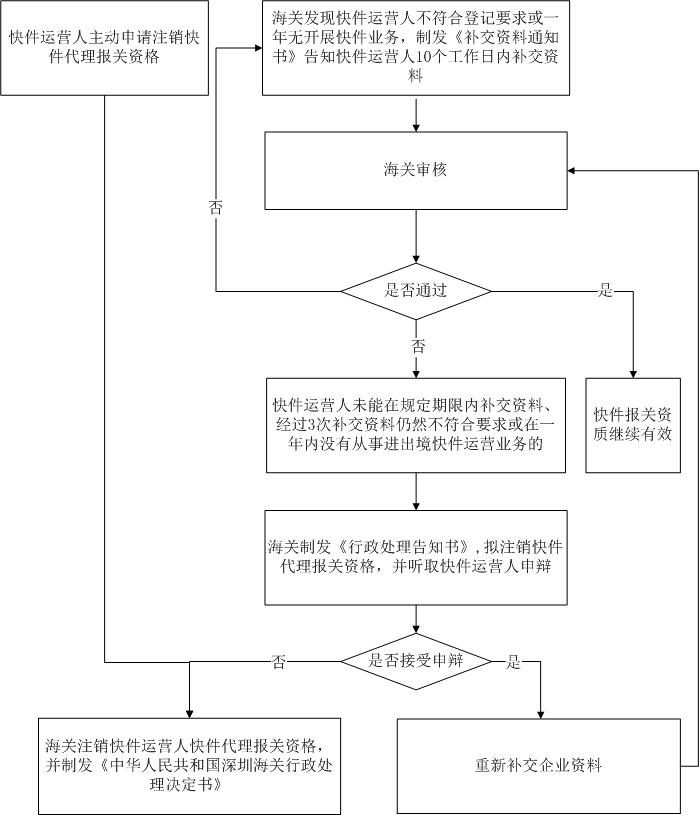 快件运营人主动申请注销快
件代理报关资格
海关发现快件运营人不符合登记要求或一
年无开展快件业务，制发《补交资料通知
书》告知快件运营人10个工作日内补交资
料
海关审核
否
是否通过
是
否
快件运营人未能在规定期限内补交资料、
经过3次补交资料仍然不符合要求或在一
年内没有从事进出境快件运营业务的
快件报关资
质继续有效
海关制发《行政处理告知书》,拟注销快件
代理报关资格，并听取快件运营人申辩
否
是否接受申辩
是
海关注销快件运营人快件代理报关资格，
并制发《中华人民共和国深圳海关行政处
理决定书》
重新补交企业资料